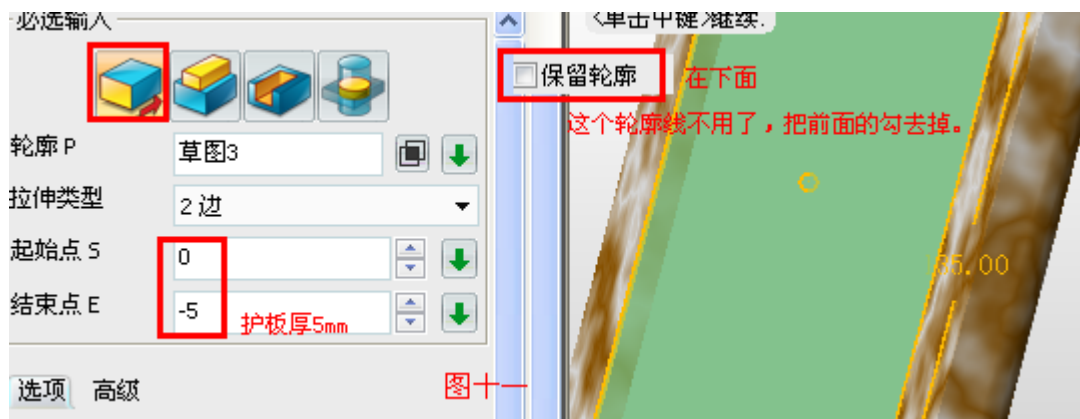 必选输入
<单击中键>继续.
保留轮廓
在下面
这个轮廓线不用了，把前面的勾去掉。
轮廓 P
草图3
拉伸类型
2 边
起始点 S
0
结束点 E
-5
护板厚5mm
35.00
选项
高级
图十一